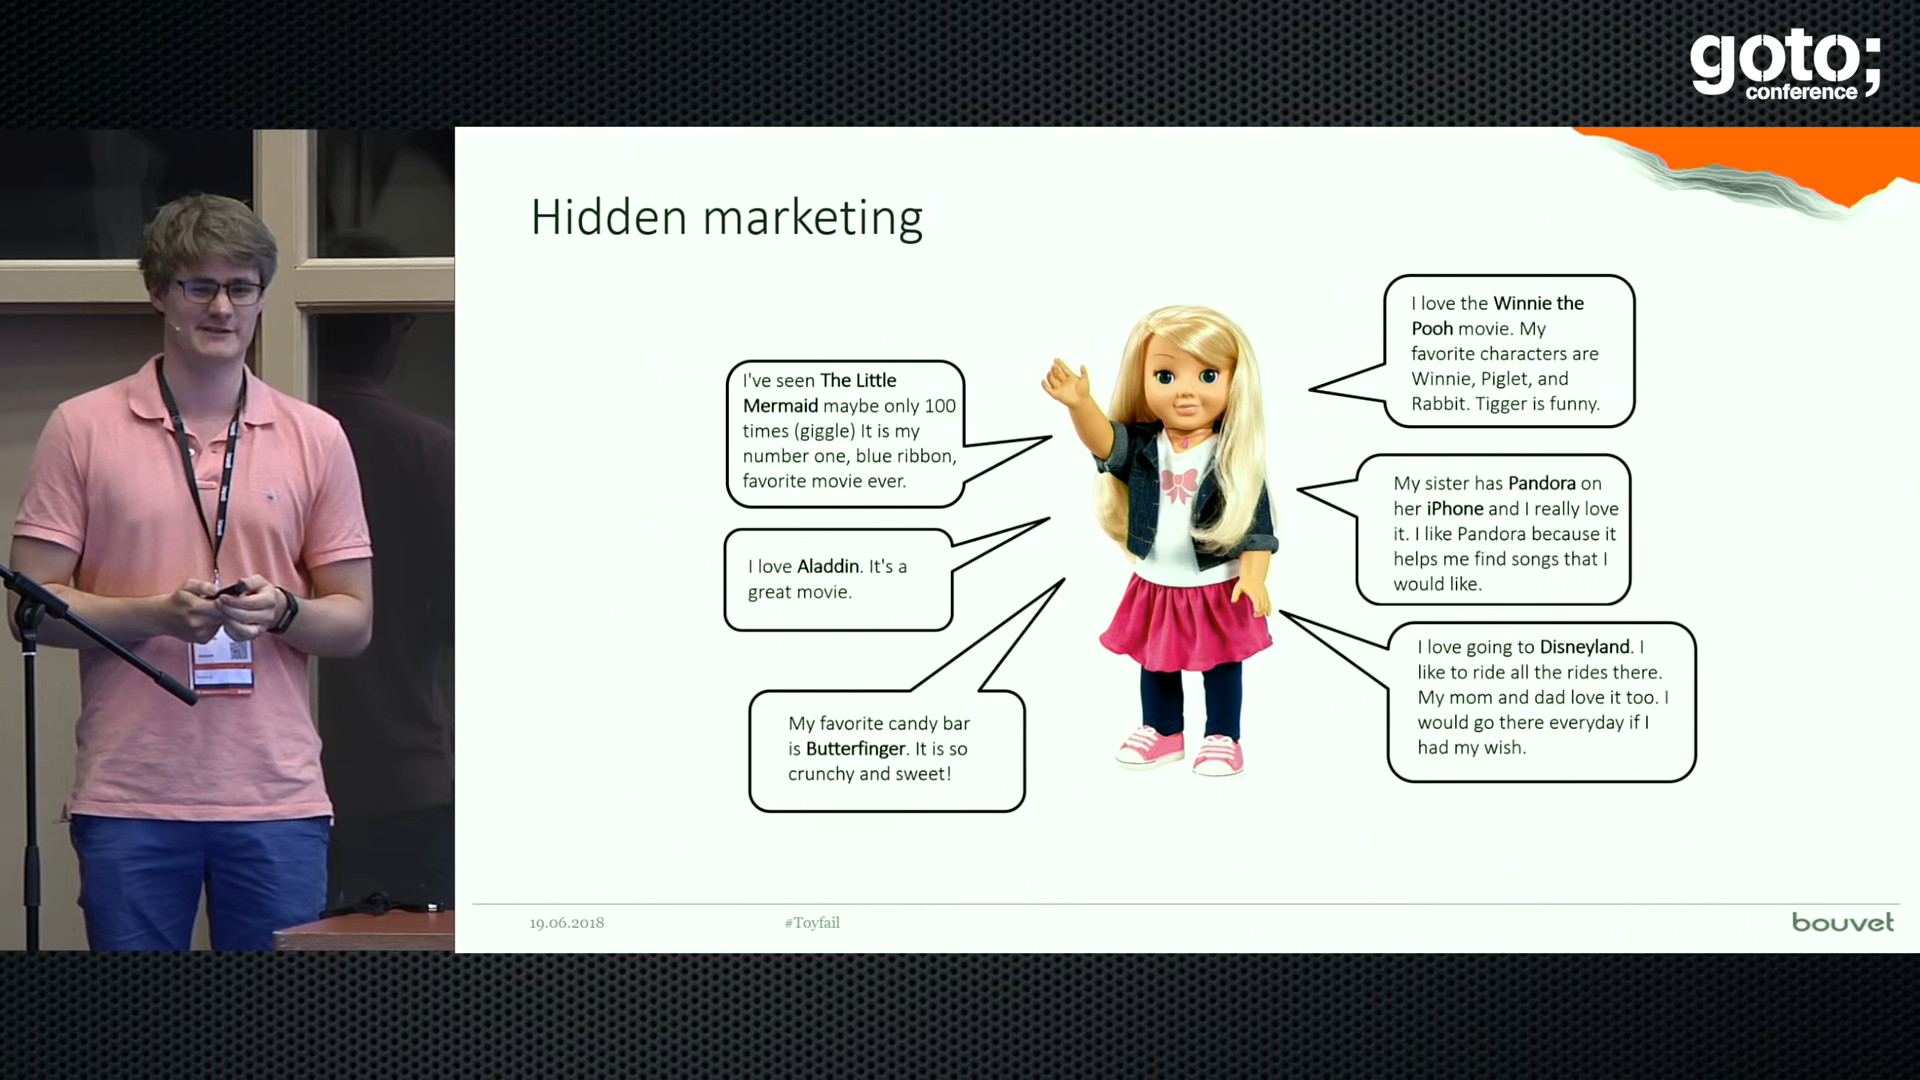 goto;
conference
Hidden marketing
I've seen The Little
Mermaid maybe only 100
times (giggle) It is my
number one, blue ribbon,
favorite movie ever.
I love Aladdin. It's a
great movie.
My favorite candy bar
is Butterfinger. It is so
crunchy and sweet!
I love the Winnie the
Pooh movie. My
favorite characters are
Winnie, Piglet, and
Rabbit. Tigger is funny.
My sister has Pandora on
her iPhone and I really love
it. I like Pandora because it
helps me find songs that I
would like.
I love going to Disneyland. I
like to ride all the rides there.
My mom and dad love it too. I
would go there everyday if I
had my wish.
19.06.2018
#Toyfail
bouvet